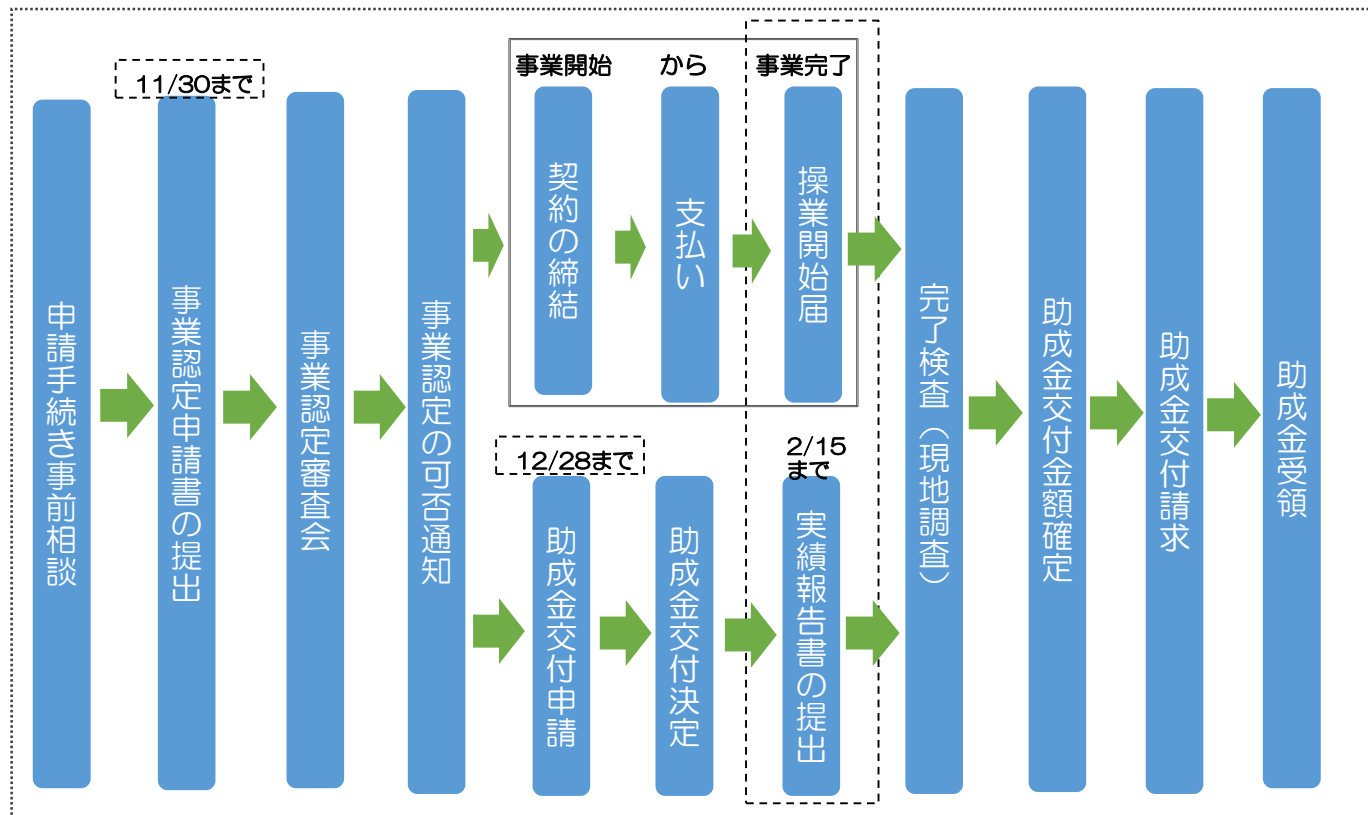 申請手続き事前相談
11/30まで
事業認定申請書の提出
事業認定審査会
事業認定の可否通知
事業開始 から 事業完了
契約の締結
支払い
操業開始届
12/28まで
助成金交付申請
助成金交付決定
2/15
まで
実績報告書の提出
完了検査（現地調査）
助成金交付金額確定
助成金交付請求
助成金受領